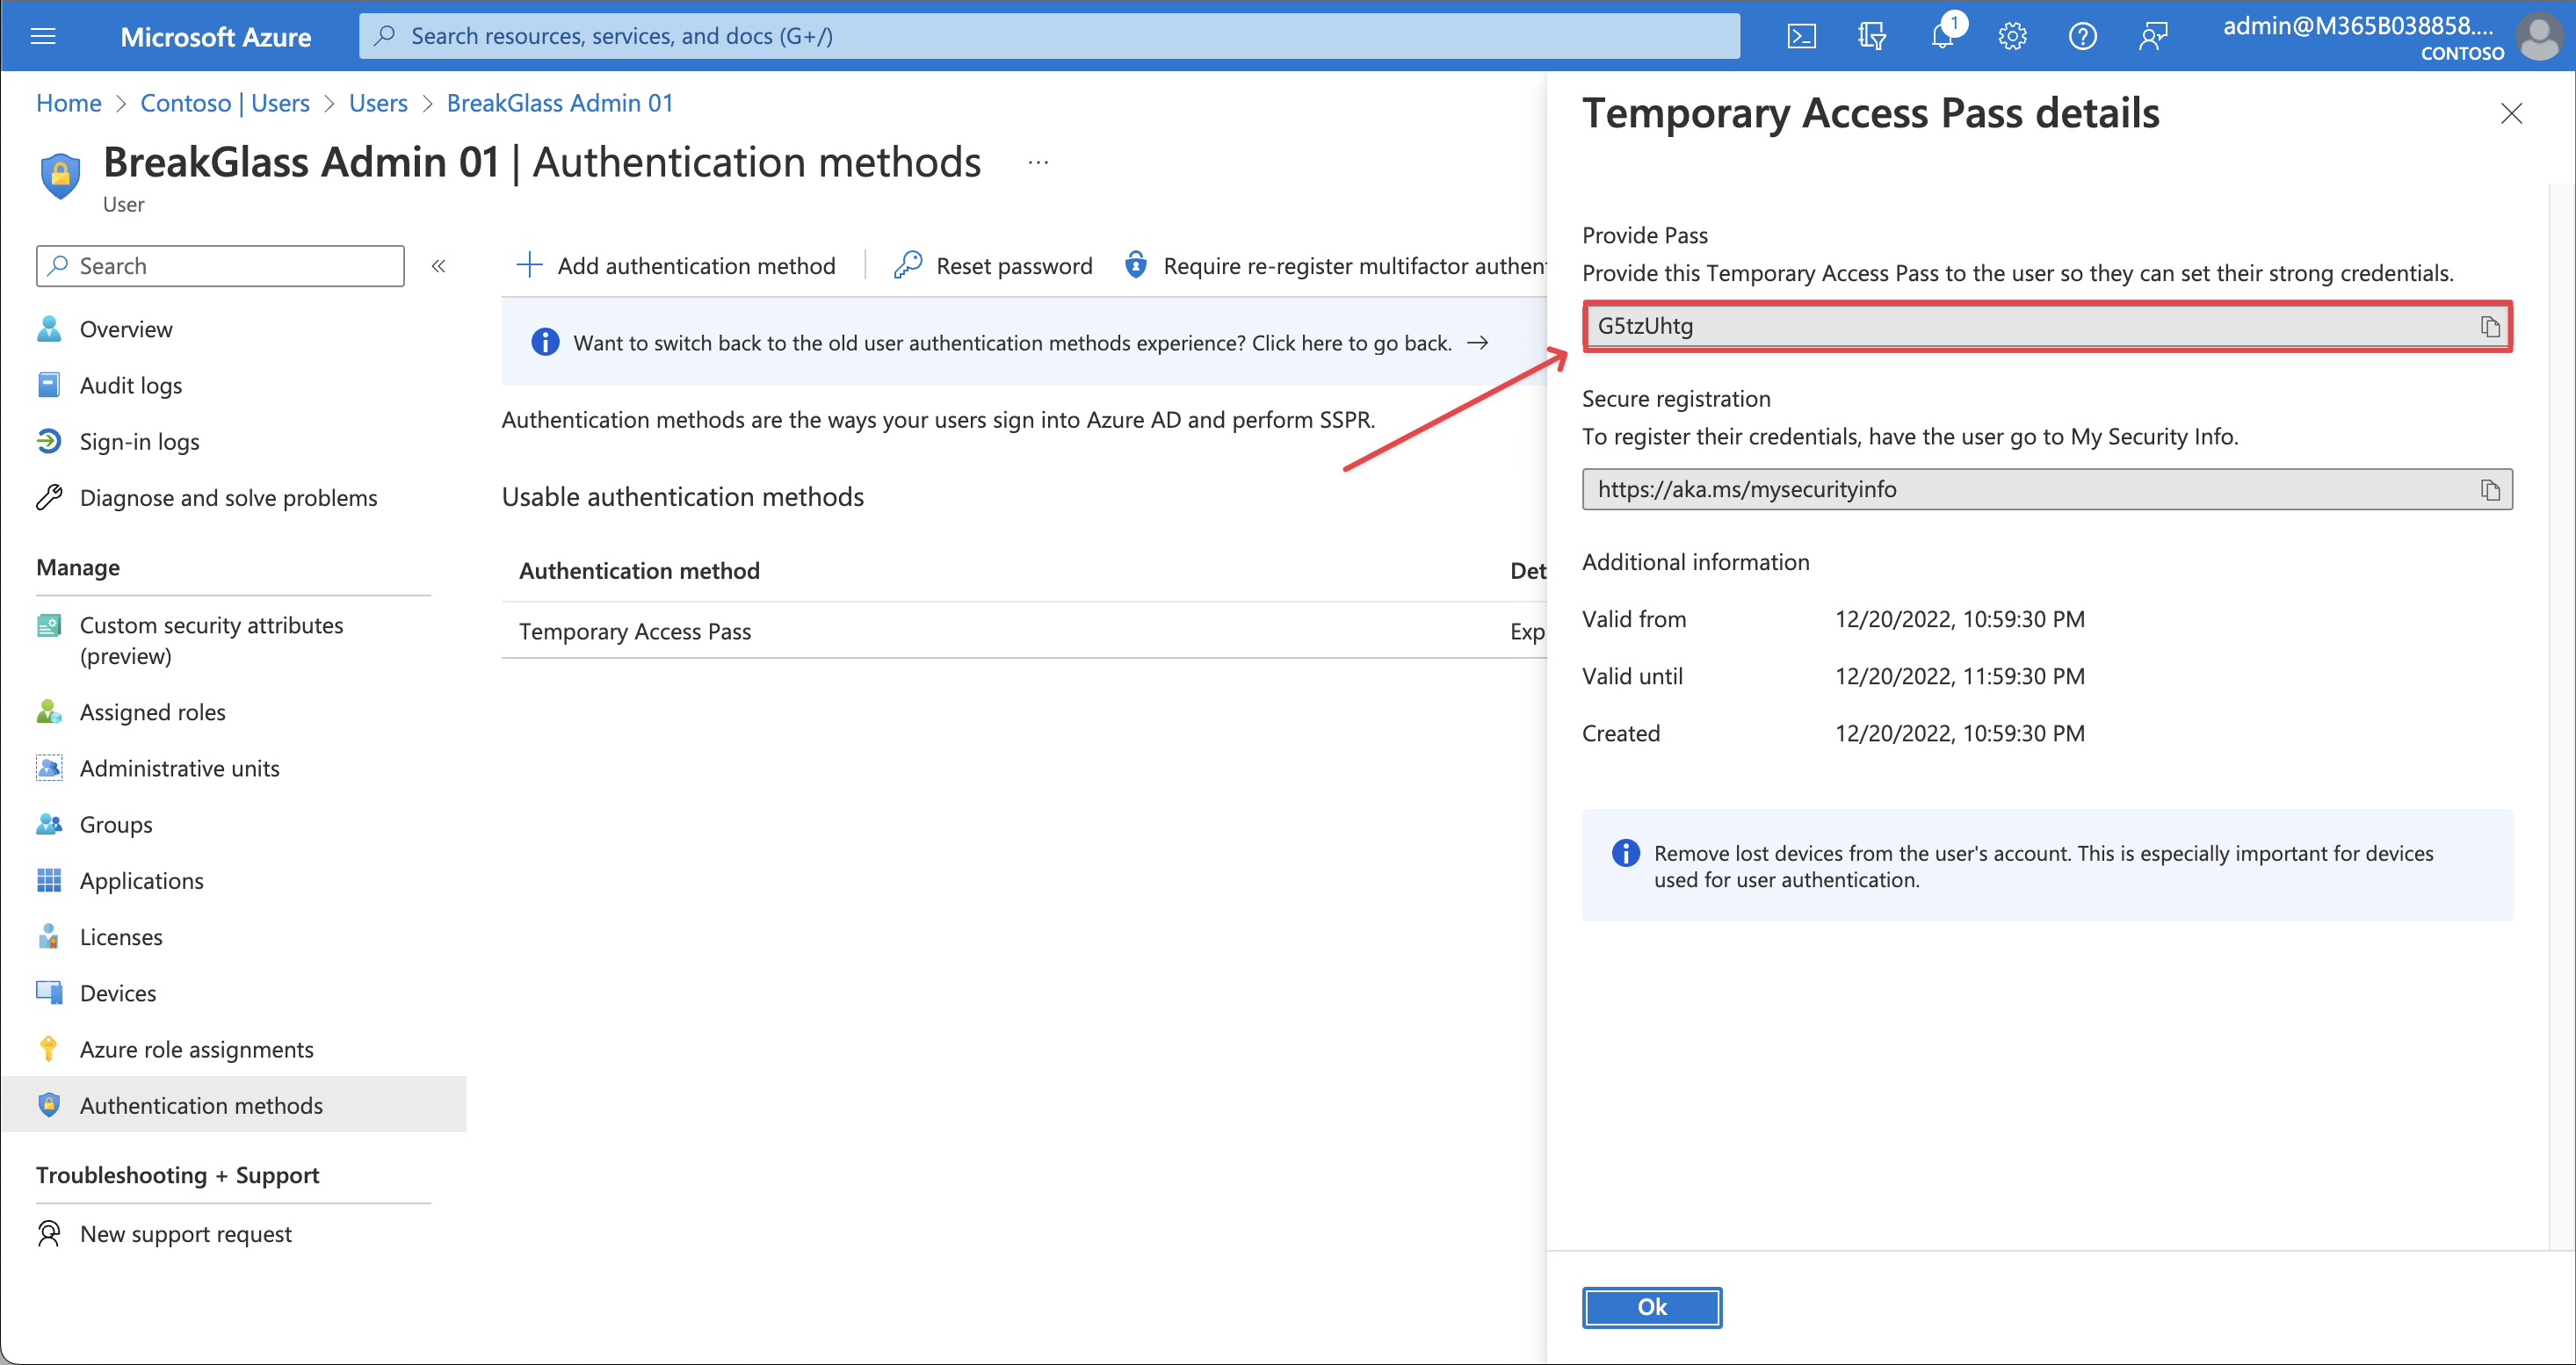 Microsoft Azure
Search resources, services, and docs (G+/)
1
admin@M365B038858....
CONTOSO
Home > Contoso | Users > Users > BreakGlass Admin 01
BreakGlass Admin 01 | Authentication methods ...
User
Search
«
Overview
Audit logs
Sign-in logs
Diagnose and solve problems
Manage
Custom security attributes
(preview)
Assigned roles
Administrative units
Groups
Applications
Licenses
Devices
Azure role assignments
Authentication methods
Troubleshooting + Support
New support request
Add authentication method
Reset password
Require re-register multifactor authen
Want to switch back to the old user authentication methods experience? Click here to go back. →
Authentication methods are the ways your users sign into Azure AD and perform SSPR.
Usable authentication methods
Authentication method Det
Temporary Access Pass Exp
Temporary Access Pass details
Provide Pass
Provide this Temporary Access Pass to the user so they can set their strong credentials.
G5tzUhtg
Secure registration
To register their credentials, have the user go to My Security Info.
https://aka.ms/mysecurityinfo
Additional information
Valid from 12/20/2022, 10:59:30 PM
Valid until 12/20/2022, 11:59:30 PM
Created 12/20/2022, 10:59:30 PM
Remove lost devices from the user's account. This is especially important for devices
used for user authentication.
Ok